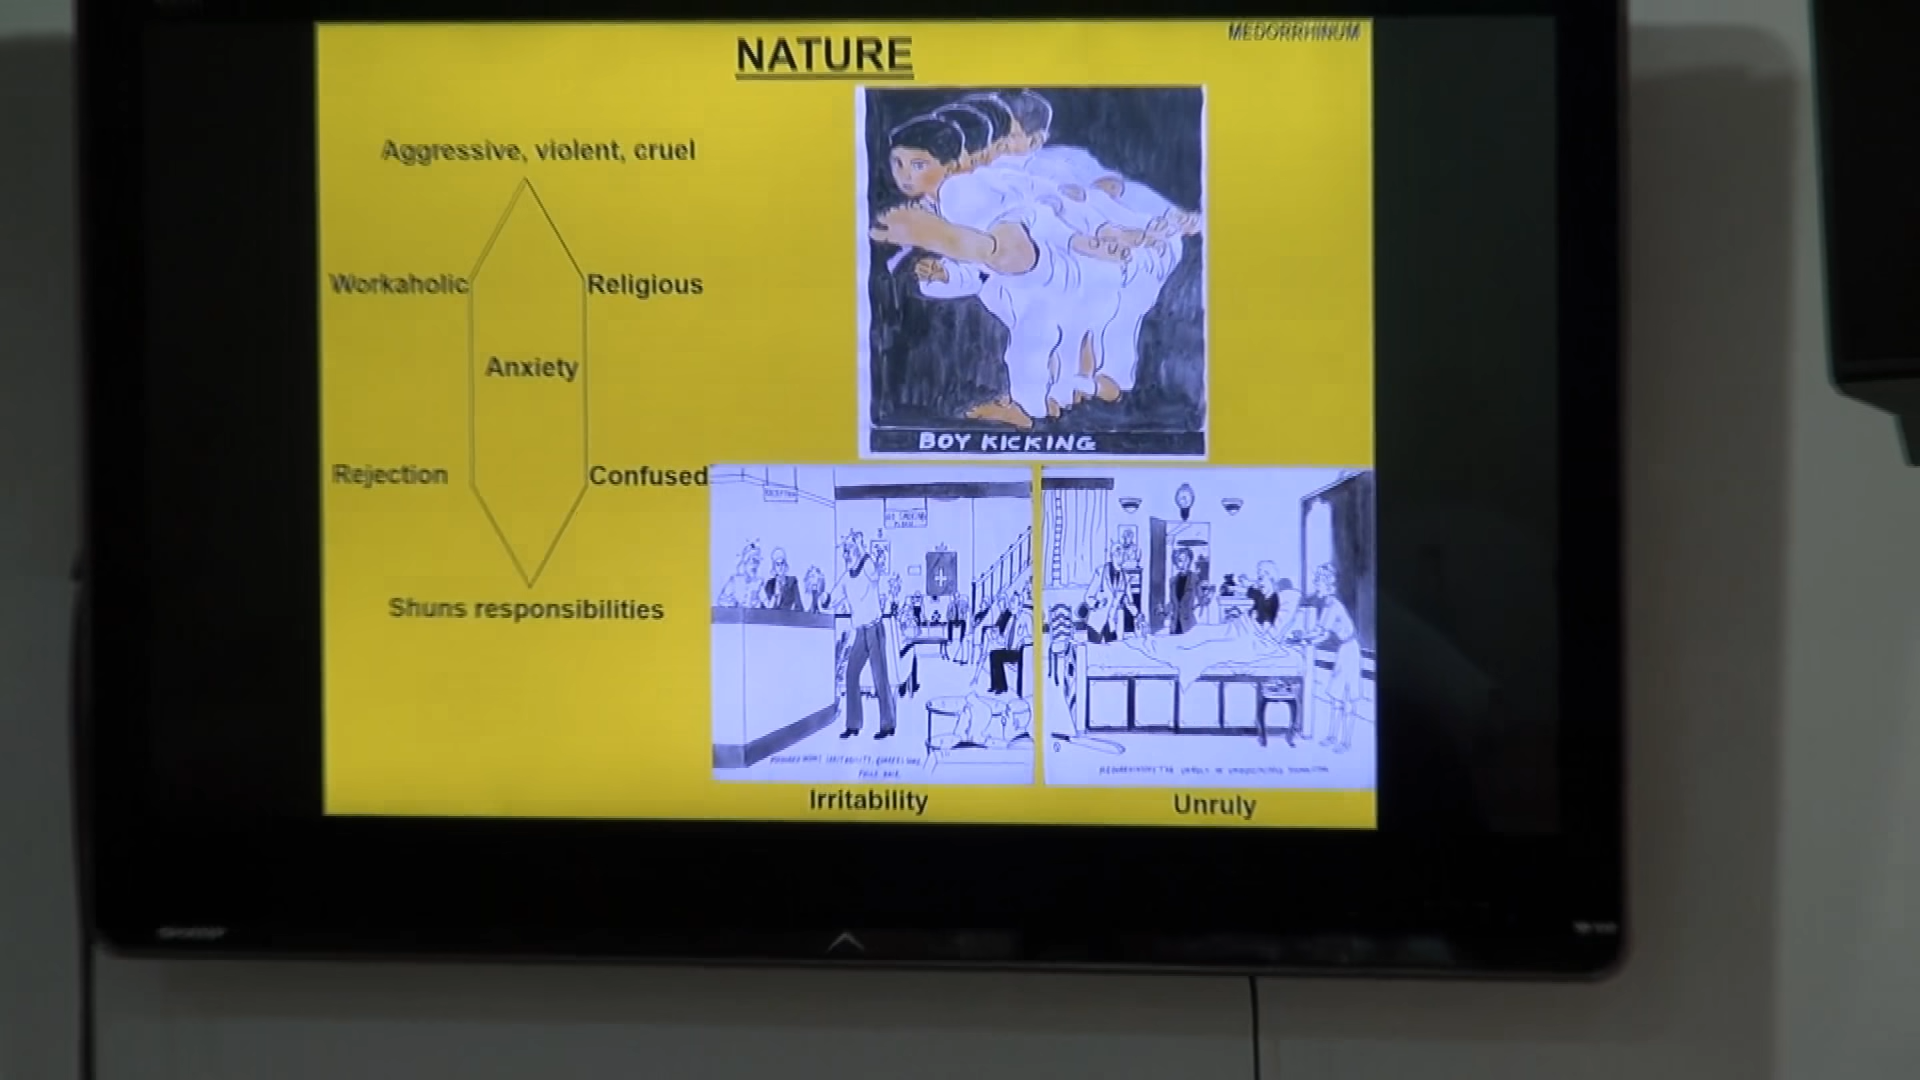 MEDORRHINUM
NATURE
Aggressive, violent, cruel
Workaholic
Religious
Anxiety
Rejection
Confused
Shuns responsibilities
BOY KICKING
Irritability
Unruly